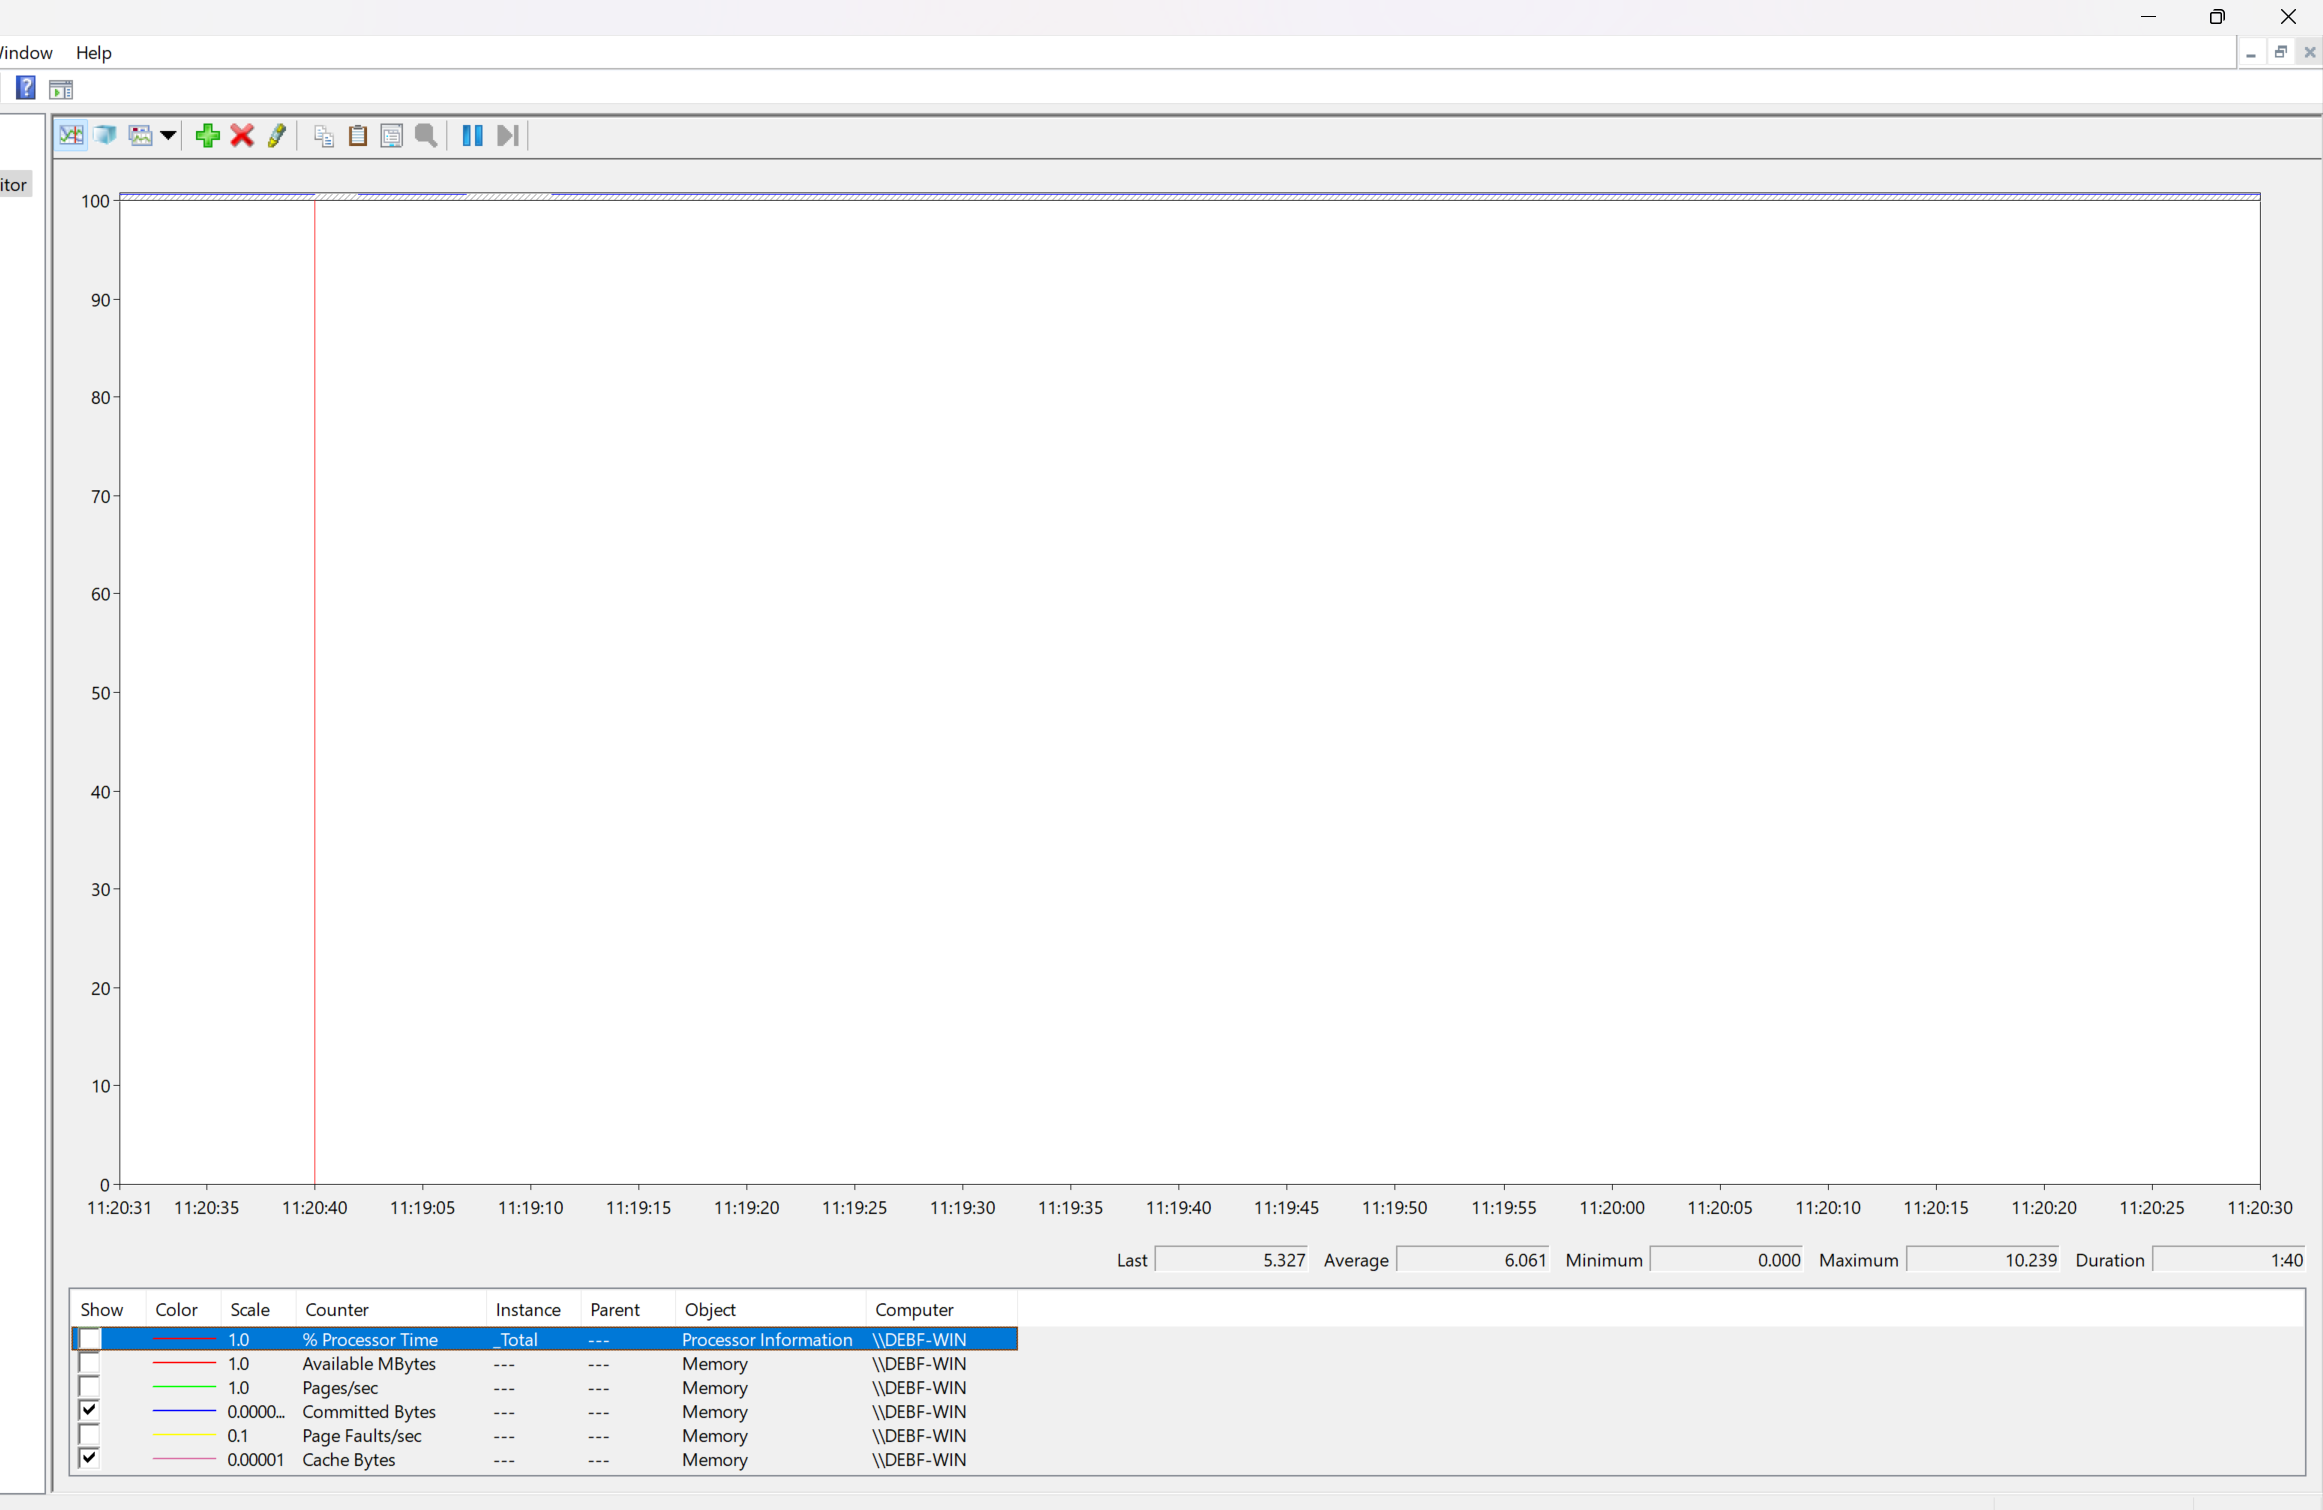 Window Help
itor
100
90
80
70
60
50
40
30
20
10
0
11:20:31 11:20:35 11:20:40 11:19:05 11:19:10 11:19:15 11:19:20 11:19:25 11:19:30 11:19:35 11:19:40 11:19:45 11:19:50 11:19:55 11:20:00 11:20:05 11:20:10 11:20:15 11:20:20 11:20:25 11:20:30
Last 5.327 Average 6.061 Minimum 0.000 Maximum 10.239 Duration 1:40
Show Color Scale Counter Instance Parent Object Computer
1.0 % Processor Time _Total --- Processor Information \\DEBF-WIN
1.0 Available MBytes --- --- Memory \\DEBF-WIN
1.0 Pages/sec --- --- Memory \\DEBF-WIN
0.0000... Committed Bytes --- --- Memory \\DEBF-WIN
0.1 Page Faults/sec --- --- Memory \\DEBF-WIN
0.00001 Cache Bytes --- --- Memory \\DEBF-WIN